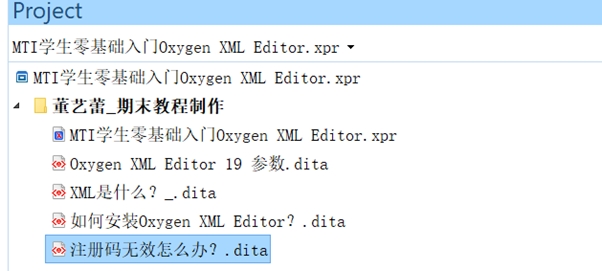 Project
MTI学生零基础入门Oxygen XML Editor.xpr
MTI学生零基础入门Oxygen XML Editor.xpr
董艺蕾_期末教程制作
MTI学生零基础入门Oxygen XML Editor.xpr
Oxygen XML Editor 19 参数.dita
XML是什么？_.dita
如何安装Oxygen XML Editor？.dita
注册码无效怎么办？.dita